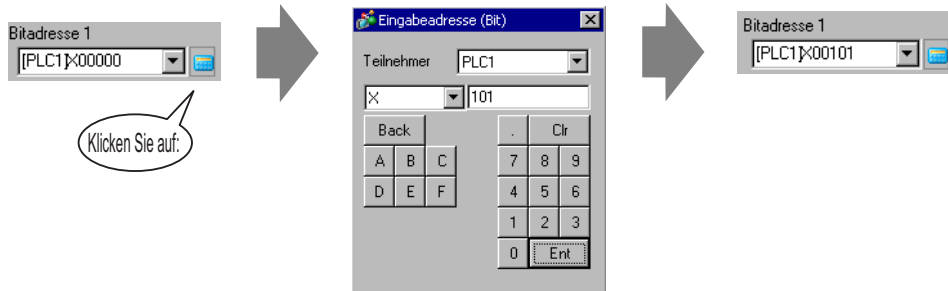 Bitadresse 1
[PLC1]X00000
Klicken Sie auf:
Eingabeadresse (Bit)
Teilnehmer PLC1
X 101
Back . Clr
A B C 7 8 9
D E F 4 5 6
1 2 3
0 Ent
Bitadresse 1
[PLC1]X00101